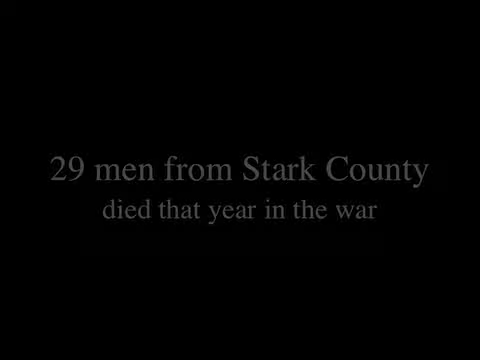 29 men from Stark County
died that year in the war